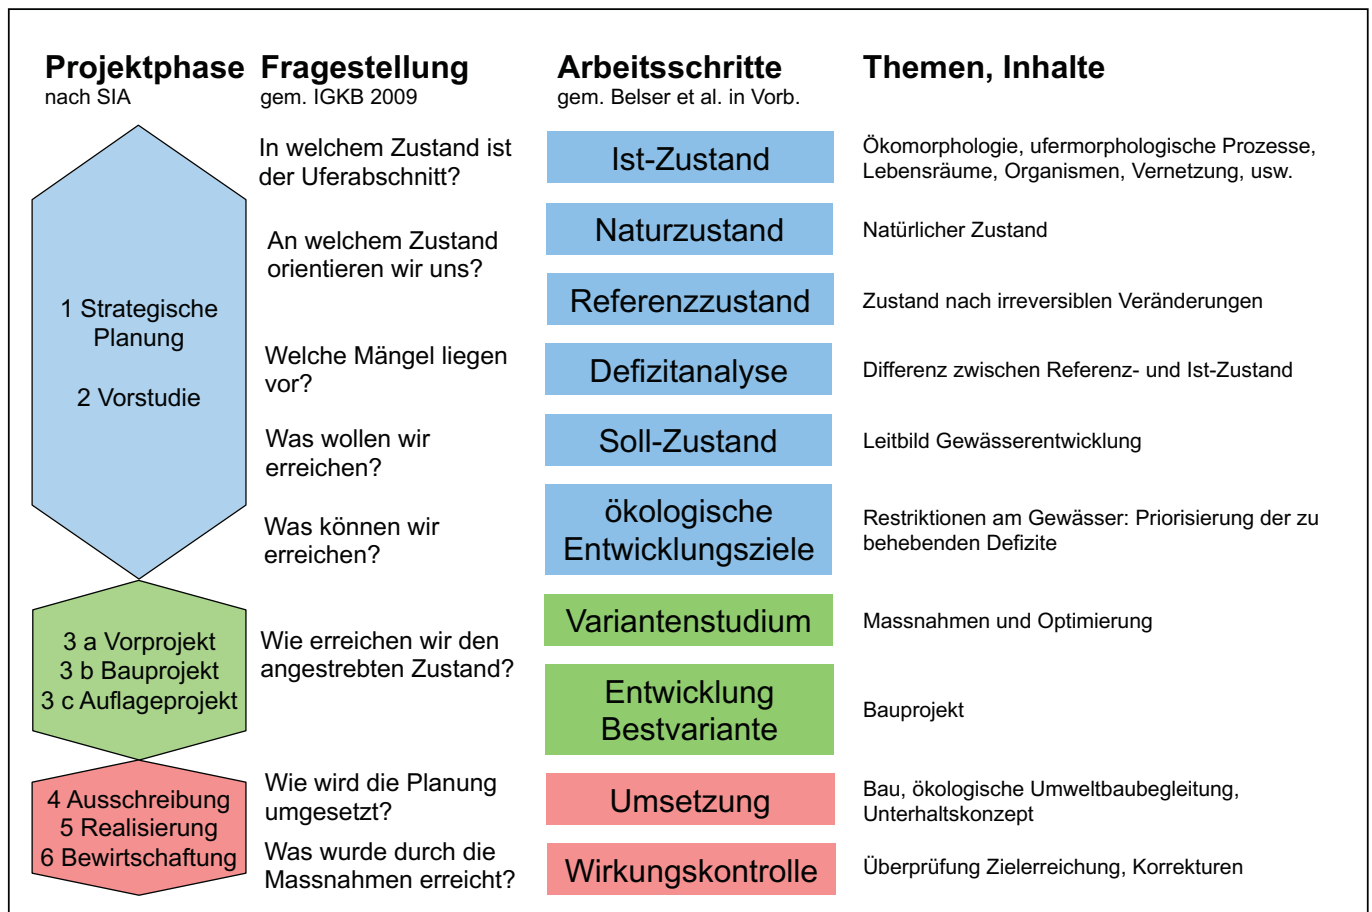 Projektphase
nach SIA
Fragestellung
gem. IGKB 2009
Arbeitsschritte
gem. Belser et al. in Vorb.
Themen, Inhalte
1 Strategische
Planung
2 Vorstudie
In welchem Zustand ist
der Uferabschnitt?
Ist-Zustand
Ökomorphologie, ufermorphologische Prozesse,
Lebensräume, Organismen, Vernetzung, usw.
An welchem Zustand
orientieren wir uns?
Naturzustand
Natürlicher Zustand
Referenzzustand
Zustand nach irreversiblen Veränderungen
Welche Mängel liegen
vor?
Defizitanalyse
Differenz zwischen Referenz- und Ist-Zustand
Was wollen wir
erreichen?
Soll-Zustand
Leitbild Gewässerentwicklung
Was können wir
erreichen?
ökologische
Entwicklungsziele
Restriktionen am Gewässer: Priorisierung der zu
behebenden Defizite
3 a Vorprojekt
3 b Bauprojekt
3 c Auflageprojekt
Wie erreichen wir den
angestrebten Zustand?
Variantenstudium
Massnahmen und Optimierung
Entwicklung
Bestvariante
Bauprojekt
4 Ausschreibung
5 Realisierung
6 Bewirtschaftung
Wie wird die Planung
umgesetzt?
Umsetzung
Bau, ökologische Umweltbaubegleitung,
Unterhaltskonzept
Was wurde durch die
Massnahmen erreicht?
Wirkungskontrolle
Überprüfung Zielerreichung, Korrekturen